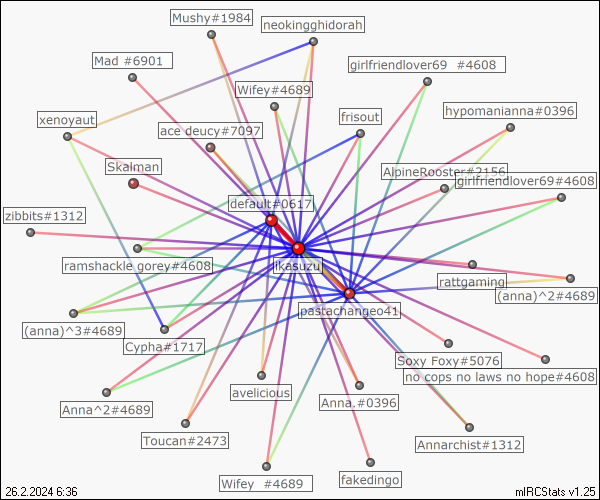 Mushy#1984
neokingghidorah
Mad #6901
girlfriendlover69 #4608
Wifey#4689
hypomanianna#0396
xenoyaut
frisout
ace deucy#7097
Skalman
AlpineRooster#2156
girlfriendlover69#4608
default#0617
zibbits#1312
ramshackle gorey#4608
ikasuzu
rattgaming
(anna)^2#4689
pastachangeo41
(anna)^3#4689
Cypha#1717
Soxy Foxy#5076
no cops no laws no hope#4608
avelicious
Anna.#0396
Anna^2#4689
Toucan#2473
Annarchist#1312
Wifey #4689
fakedingo
26.2.2024 6:36
mIRCStats v1.25